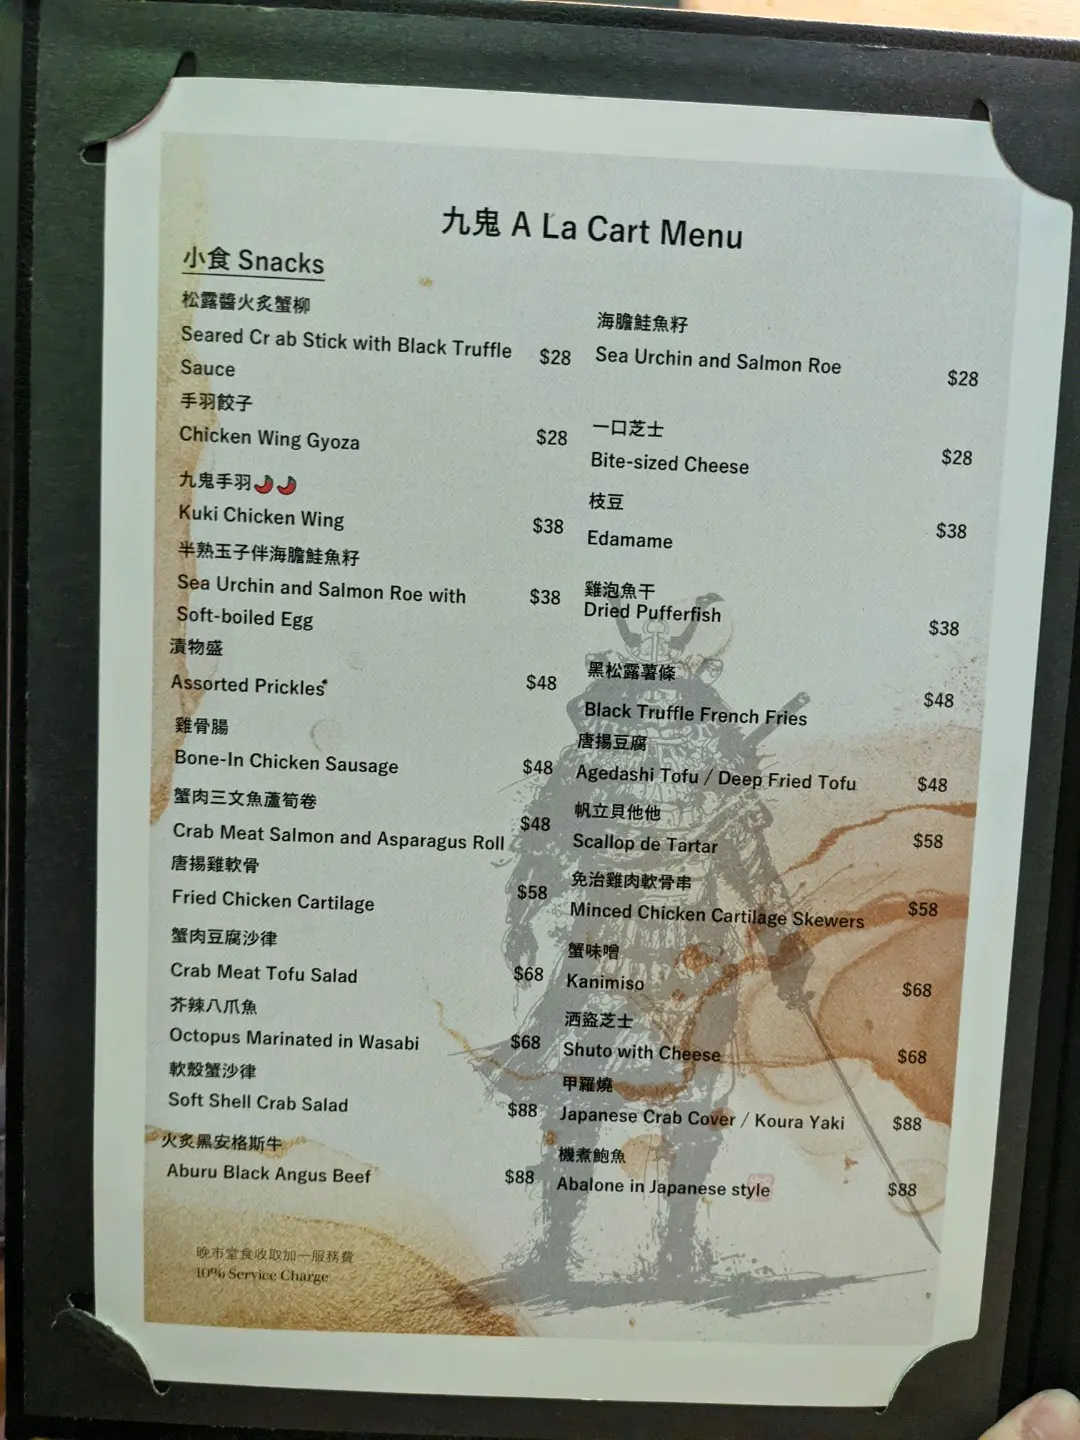 九鬼 A La Cart Menu
小食 Snacks
松露醬火炙蟹柳
Seared Cr ab Stick with Black Truffle $28
Sauce
手羽餃子
Chicken Wing Gyoza $28
九鬼手羽
Kuki Chicken Wing $38
半熟玉子伴海膽鮭魚籽
Sea Urchin and Salmon Roe with $38
Soft-boiled Egg
漬物盛
Assorted Prickles $48
雞骨腸
Bone-In Chicken Sausage $48
蟹肉三文魚蘆筍卷
Crab Meat Salmon and Asparagus Roll $48
唐揚雞軟骨
Fried Chicken Cartilage $58
蟹肉豆腐沙律
Crab Meat Tofu Salad $68
芥辣八爪魚
Octopus Marinated in Wasabi $68
軟殼蟹沙律
Soft Shell Crab Salad $88
火炙黑安格斯牛
Aburu Black Angus Beef $88
海膽鮭魚籽
Sea Urchin and Salmon Roe $28
一口芝士
Bite-sized Cheese $28
枝豆
Edamame $38
雞泡魚干
Dried Pufferfish $38
黑松露薯條
Black Truffle French Fries $48
唐揚豆腐
Agedashi Tofu / Deep Fried Tofu $48
帆立貝他他
Scallop de Tartar $58
免治雞肉軟骨串
Minced Chicken Cartilage Skewers $58
蟹味噌
Kanimiso $68
洒盜芝士
Shuto with Cheese $68
甲羅燒
Japanese Crab Cover / Koura Yaki $88
機煮鮑魚
Abalone in Japanese style $88
晚市堂食收取加一服務費
10% Service Charge